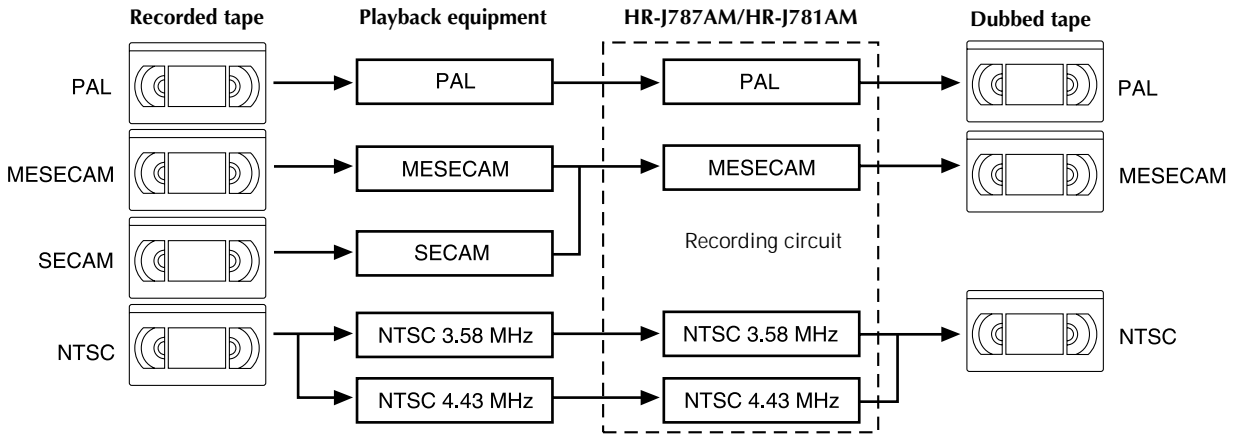 Recorded tape Playback equipment HR-J787AM/HR-J781AM Dubbed tape
PAL PAL PAL PAL
MESECAM MESECAM MESECAM MESECAM
SECAM SECAM Recording circuit
NTSC NTSC 3.58 MHz NTSC 3.58 MHz NTSC
NTSC 4.43 MHz NTSC 4.43 MHz